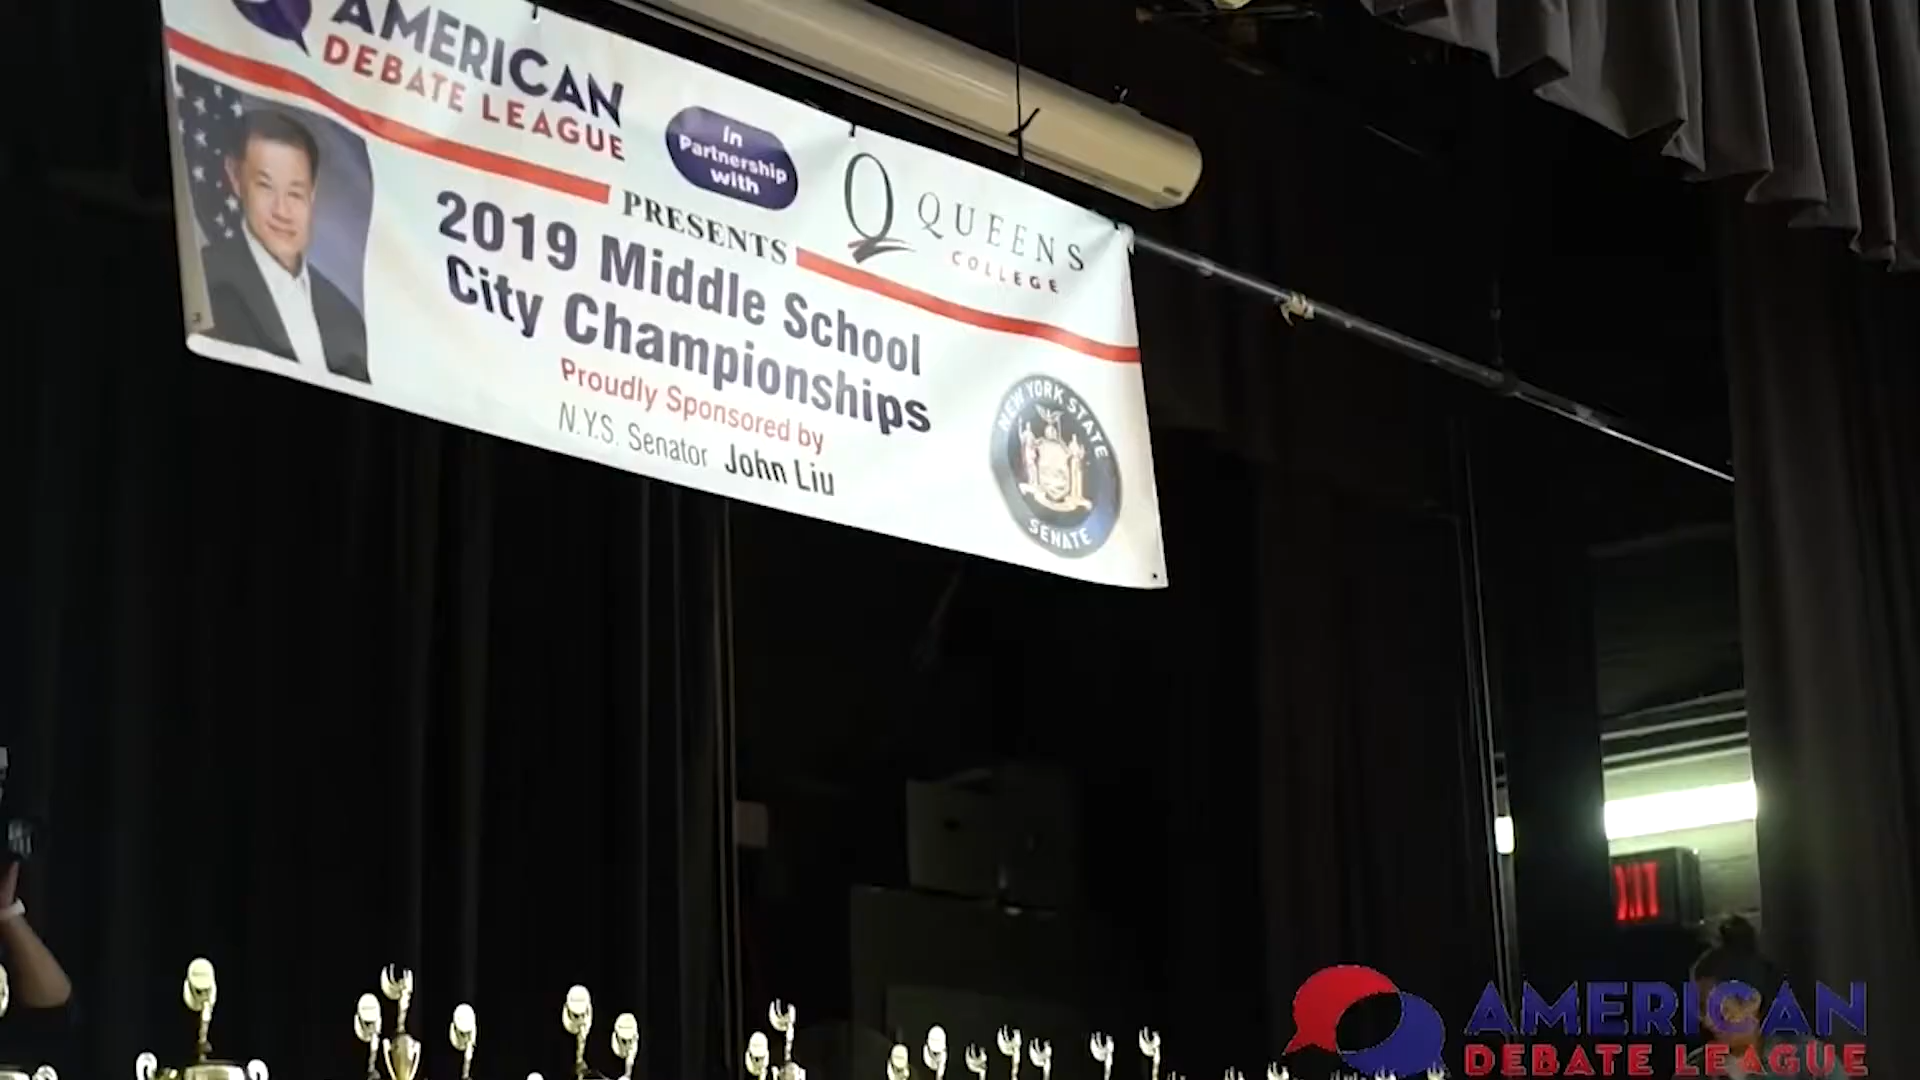 AMERICAN
DEBATE LEAGUE
in
Partnership
with
QUEENS
COLLEGE
PRESENTS
2019 Middle School
City Championships
Proudly Sponsored by
N.Y.S. Senator John Liu
NEW YORK STATE
SENATE
EXIT
AMERICAN
DEBATE LEAGUE